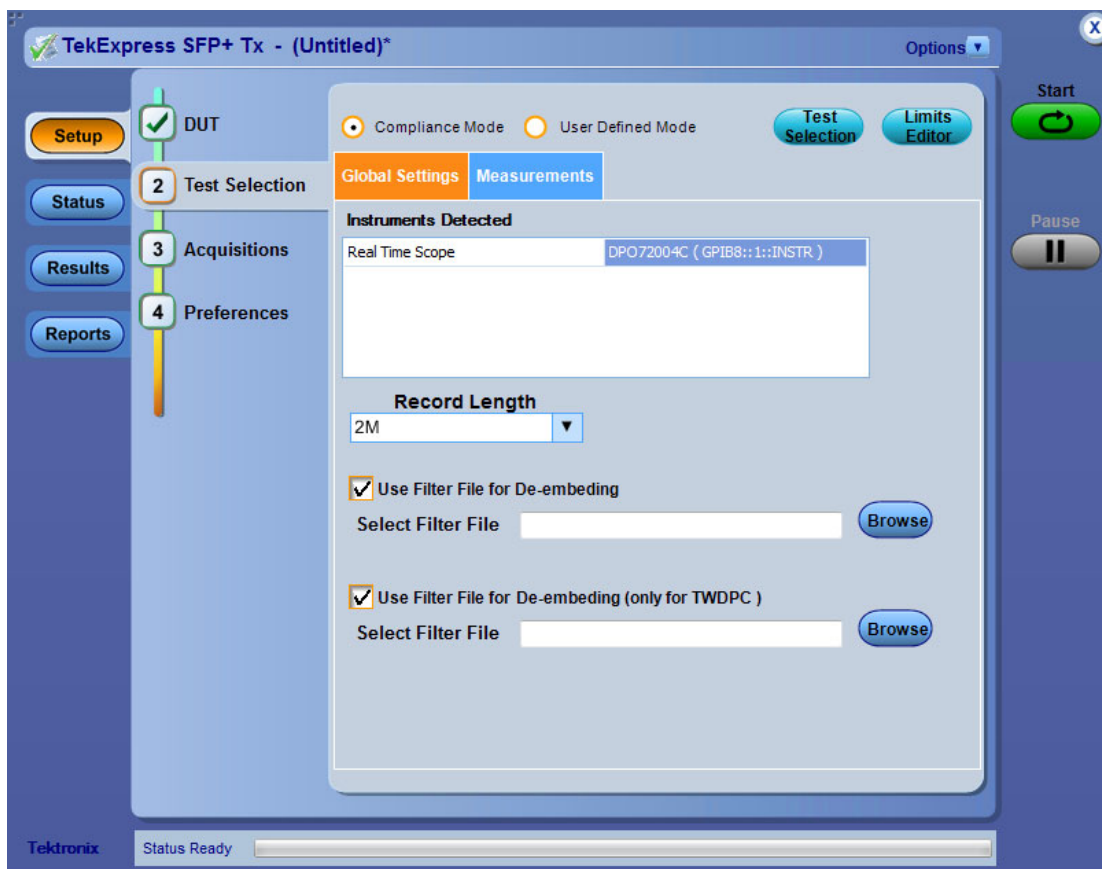 TekExpress SFP+ Tx - (Untitled)*
Options
X
Setup
Status
Results
Reports
DUT
2 Test Selection
3 Acquisitions
4 Preferences
Compliance Mode
User Defined Mode
Test Selection
Limits Editor
Start
Pause
Global Settings
Measurements
Instruments Detected
Real Time Scope
DPO72004C ( GPIB8::1::INSTR )
Record Length
2M
Use Filter File for De-embeding
Select Filter File
Browse
Use Filter File for De-embeding (only for TWDPC )
Select Filter File
Browse
Tektronix
Status Ready